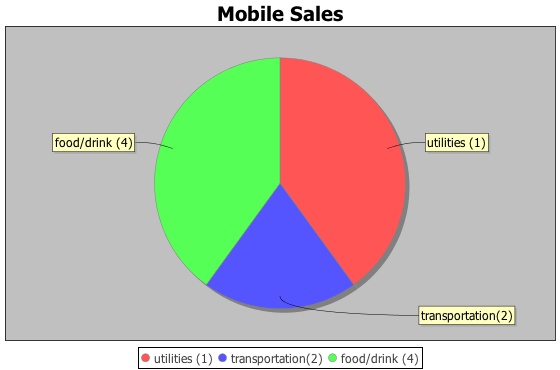 Mobile Sales
food/drink (4)
utilities (1)
transportation(2)
utilities (1) transportation(2) food/drink (4)